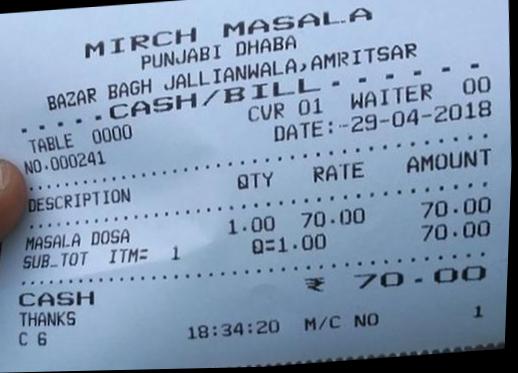 MIRCH MASALA
PUNJABI DHABA
BAZAR BAGH JALLIANWALA,AMRITSAR
.....CASH/BILL-.....
TABLE 0000 CVR 01 WAITER 00
NO.000241 DATE:-29-04-2018
DESCRIPTION QTY RATE AMOUNT
MASALA DOSA 1.00 70.00 70.00
SUB_TOT ITM= 1 Q=1.00 70.00
CASH ₹ 70.00
THANKS
C 6 18:34:20 M/C NO 1